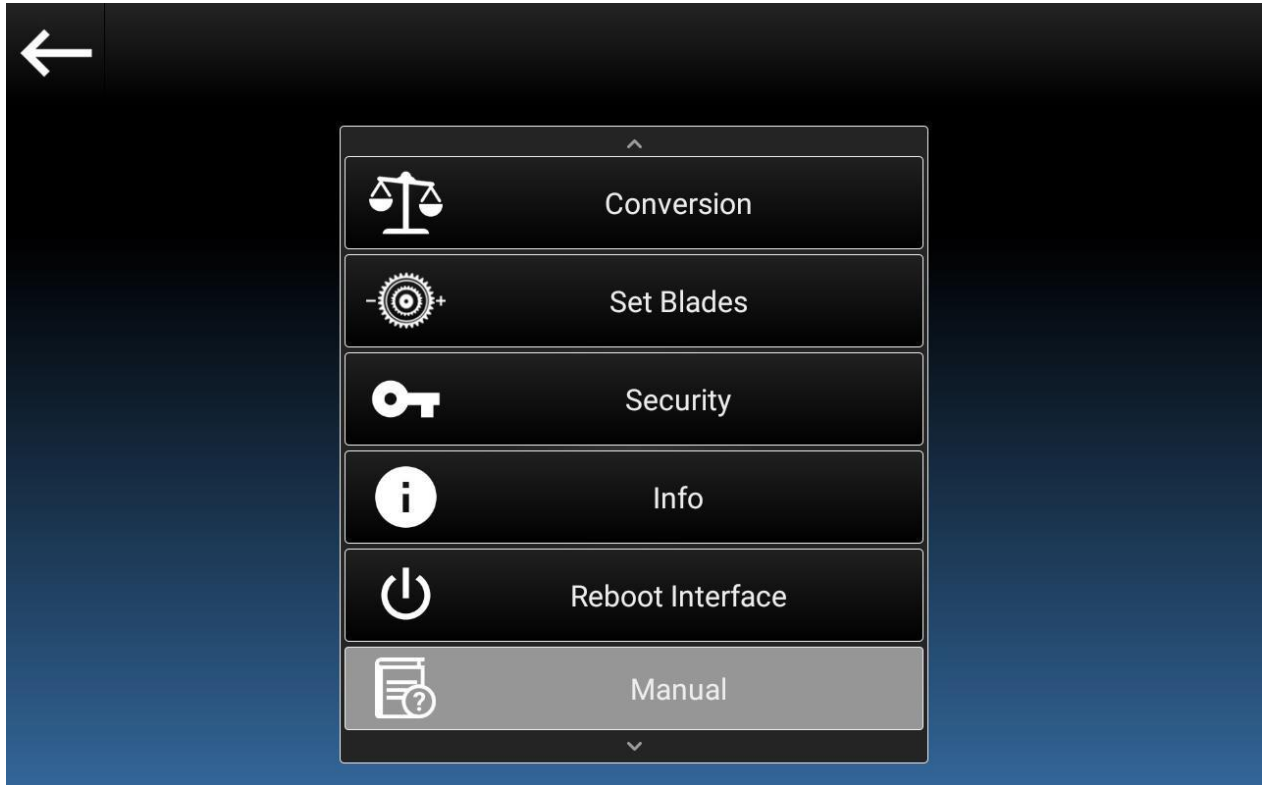 Conversion
Set Blades
Security
Info
Reboot Interface
Manual